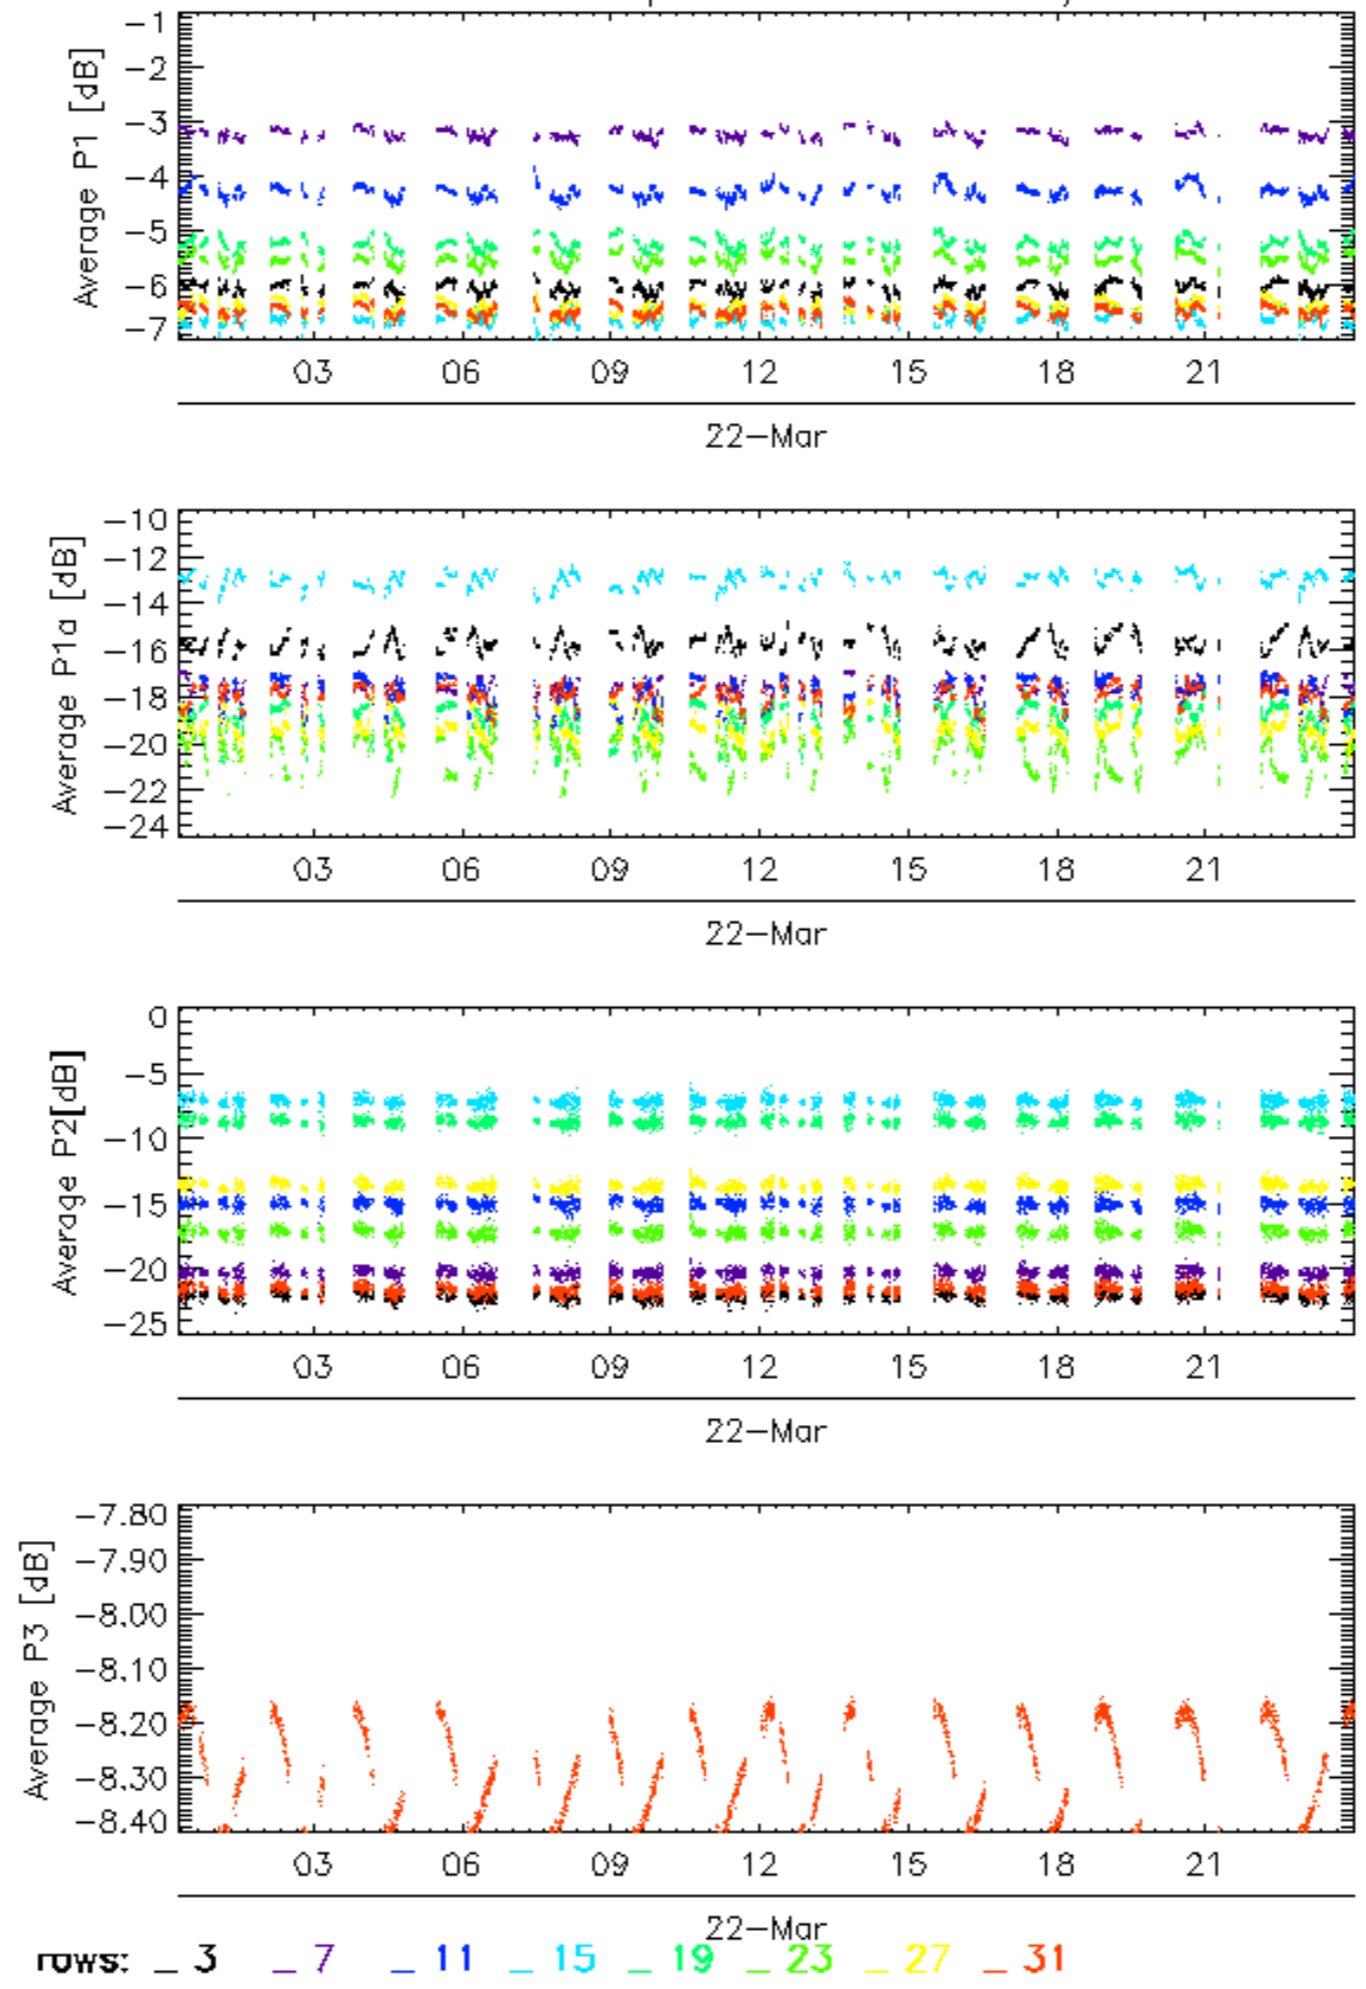 Average P1 [dB]
-1
-2
-3
-4
-5
-6
-7
03 06 09 12 15 18 21
22-Mar
Average P1a [dB]
-10
-12
-14
-16
-18
-20
-22
-24
03 06 09 12 15 18 21
22-Mar
Average P2[dB]
0
-5
-10
-15
-20
-25
03 06 09 12 15 18 21
22-Mar
Average P3 [dB]
-7.80
-7.90
-8.00
-8.10
-8.20
-8.30
-8.40
03 06 09 12 15 18 21
22-Mar
rows: _ 3 _ 7 _ 11 _ 15 _ 19 _ 23 _ 27 _ 31